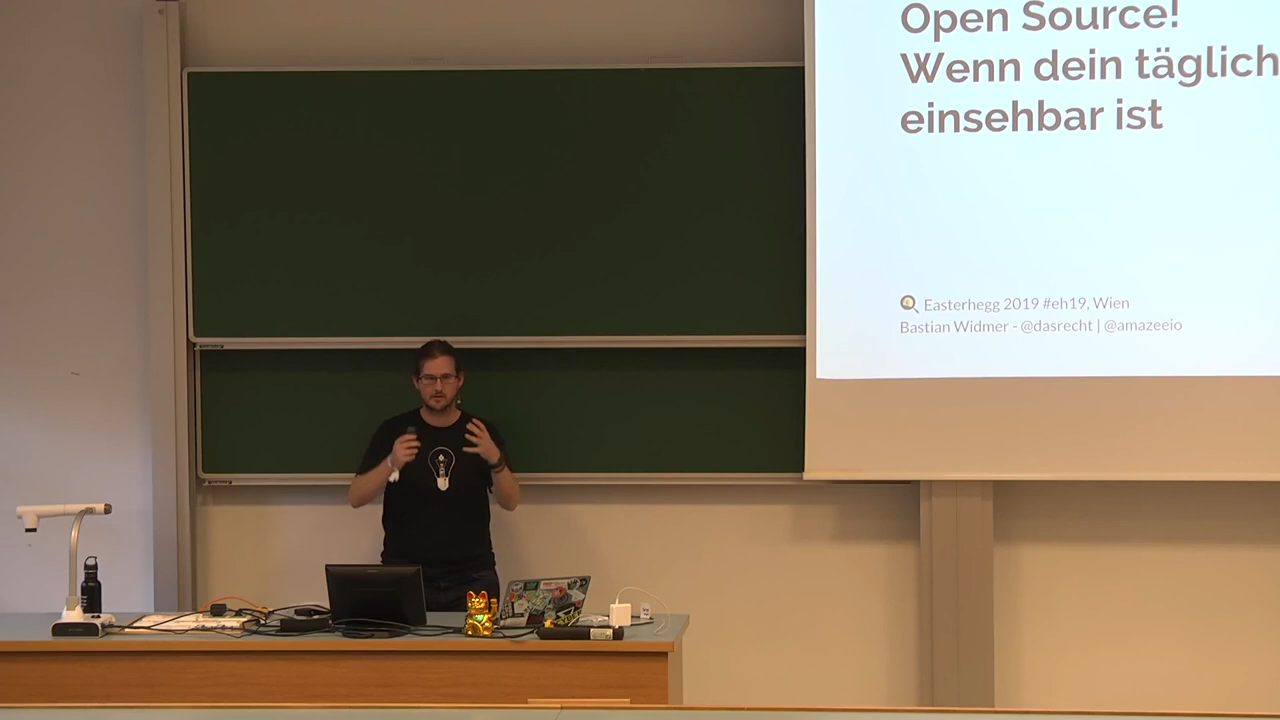 Open Source!
Wenn dein täglich
einsehbar ist
Easterhegg 2019 #eh19, Wien
Bastian Widmer - @dasrecht | @amazeeio